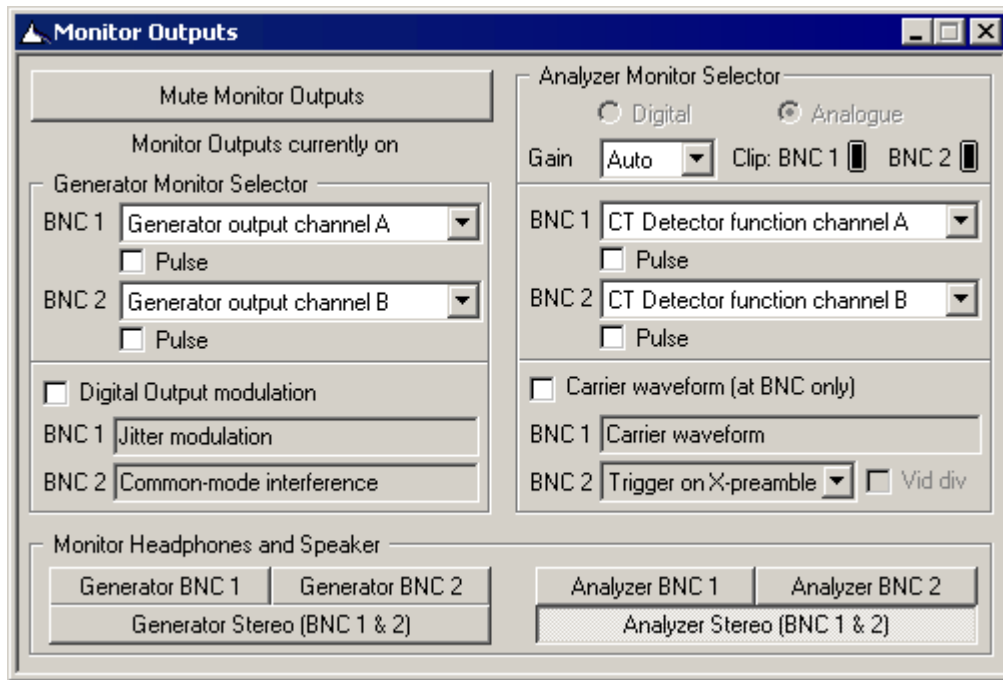 Monitor Outputs
Mute Monitor Outputs
Monitor Outputs currently on
Generator Monitor Selector
BNC 1 Generator output channel A
Pulse
BNC 2 Generator output channel B
Pulse
Digital Output modulation
BNC 1 Jitter modulation
BNC 2 Common-mode interference
Analyzer Monitor Selector
Digital Analogue
Gain Auto Clip: BNC 1 BNC 2
BNC 1 CT Detector function channel A
Pulse
BNC 2 CT Detector function channel B
Pulse
Carrier waveform (at BNC only)
BNC 1 Carrier waveform
BNC 2 Trigger on X-preamble Vid div
Monitor Headphones and Speaker
Generator BNC 1 Generator BNC 2
Generator Stereo (BNC 1 & 2)
Analyzer BNC 1 Analyzer BNC 2
Analyzer Stereo (BNC 1 & 2)